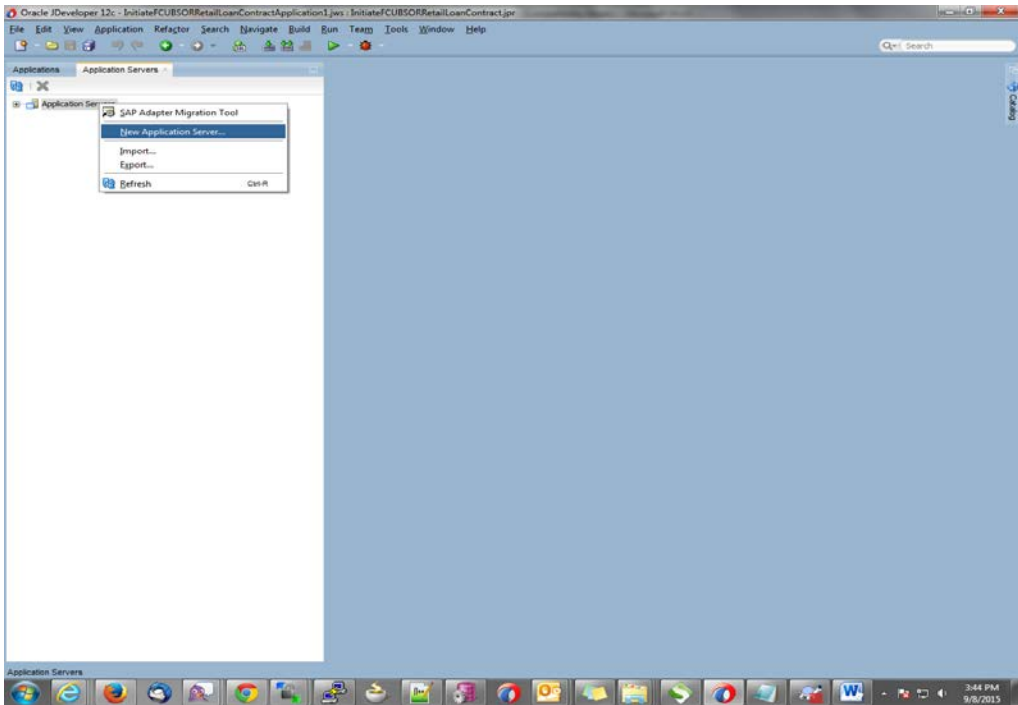 Oracle JDeveloper 12c - InitiateFCUBSORRetailLoanContractApplication1.jws : InitiateFCUBSORRetailLoanContract.jpr
File Edit View Application Refactor Search Navigate Build Run Team Tools Window Help
Search
Applications Application Servers
Application Servers
SAP Adapter Migration Tool
New Application Server...
Import...
Export...
Refresh Ctrl-R
Catalog
Application Servers
3:44 PM
9/8/2015